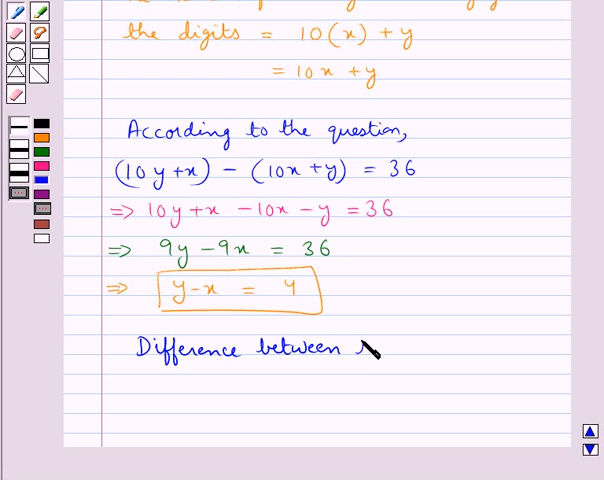 the digits = 10(x) + y
= 10x + y
According to the question,
(10y+x) - (10x+y) = 36
=> 10y+x -10x -y = 36
=> 9y -9x = 36
=> y-x = 4
Difference between